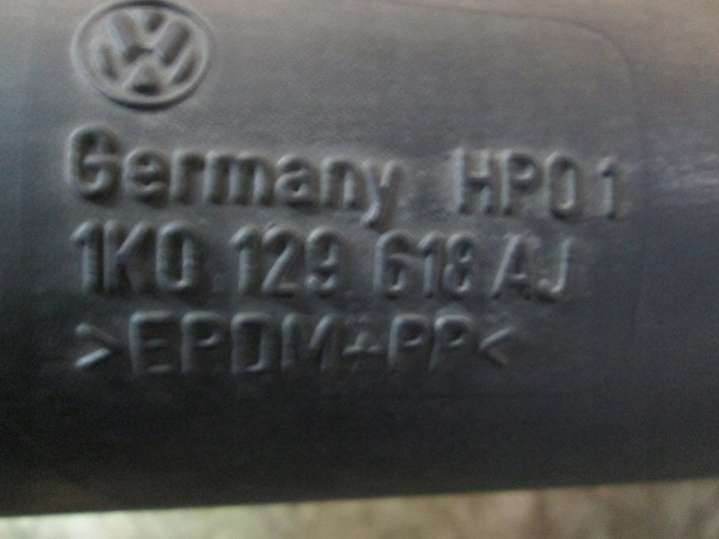 Germany HP01
1K0 129 618 AJ
>EPDM+PP<